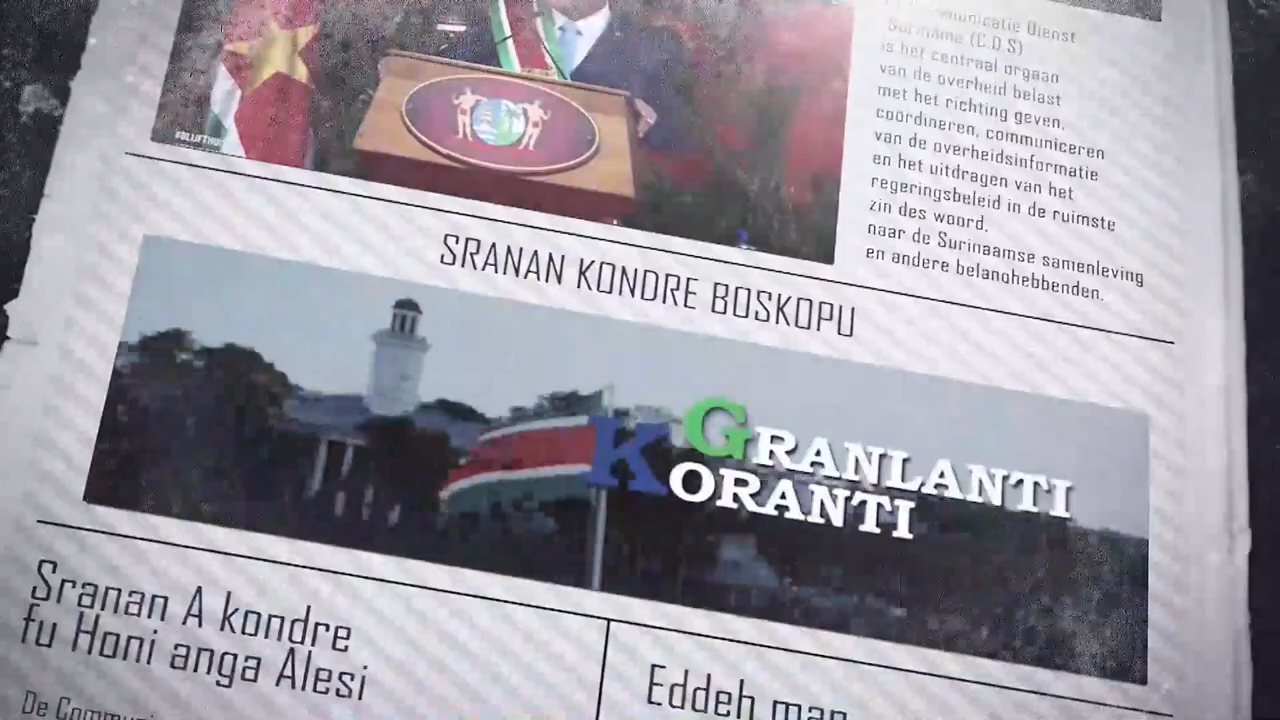 Suriname (C.D.S)
is het centraal orgaan
van de overheid belast
met het richting geven,
coördineren, communiceren
van de overheidsinformatie
en het uitdragen van het
regeringsbeleid in de ruimste
zin des woord.
naar de Surinaamse samenleving
en andere belanghebbenden.
SRANAN KONDRE BOSKOPU
GRANLANTI
KORANTI
Sranan A kondre
fu Honi anga Alesi
De
Eddeh man